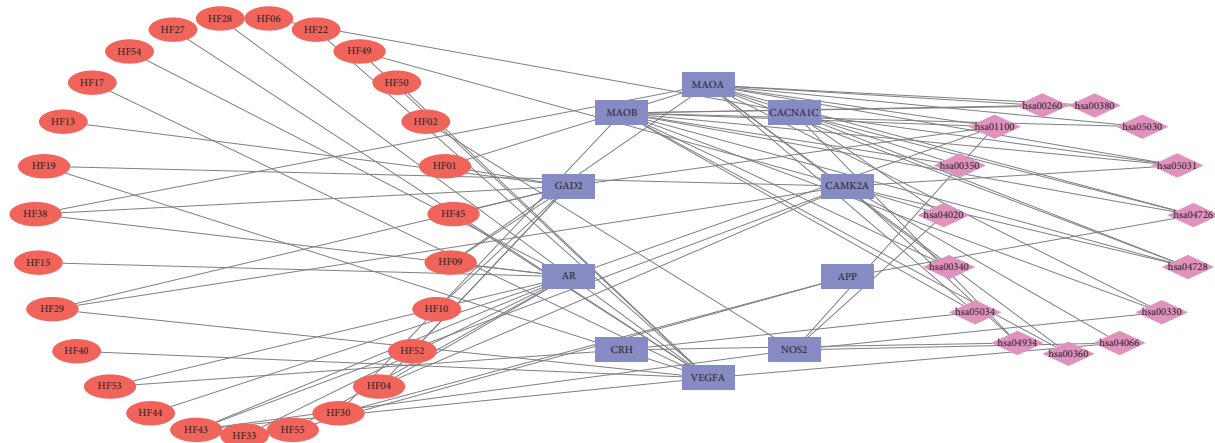 HF06
HF28
HF22
HF27
HF49
HF54
HF50
HF17
HF02
HF13
HF01
HF19
HF45
HF38
HF09
HF15
HF10
HF29
HF52
HF40
HF04
HF53
HF30
HF44
HF55
HF43
HF33
MAOA
MAOB
CACNA1C
GAD2
CAMK2A
AR
APP
CRH
NOS2
VEGFA
hsa00260
hsa00380
hsa01100
hsa05030
hsa00350
hsa05031
hsa04020
hsa04726
hsa00340
hsa04728
hsa05034
hsa00330
hsa04934
hsa00360
hsa04066